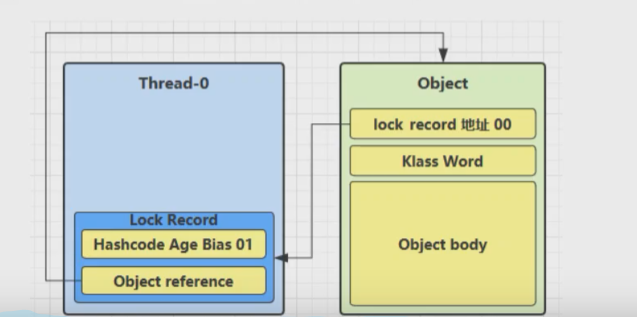 Thread-0
Lock Record
Hashcode Age Bias 01
Object reference
Object
lock record 地址 00
Klass Word
Object body